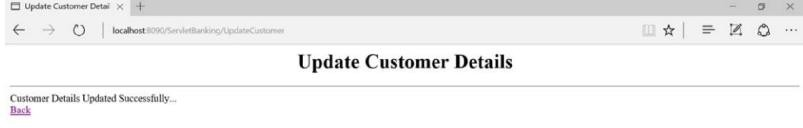 Update Customer Detai
localhost:8090/ServletBanking/UpdateCustomer
Update Customer Details
Customer Details Updated Successfully...
Back